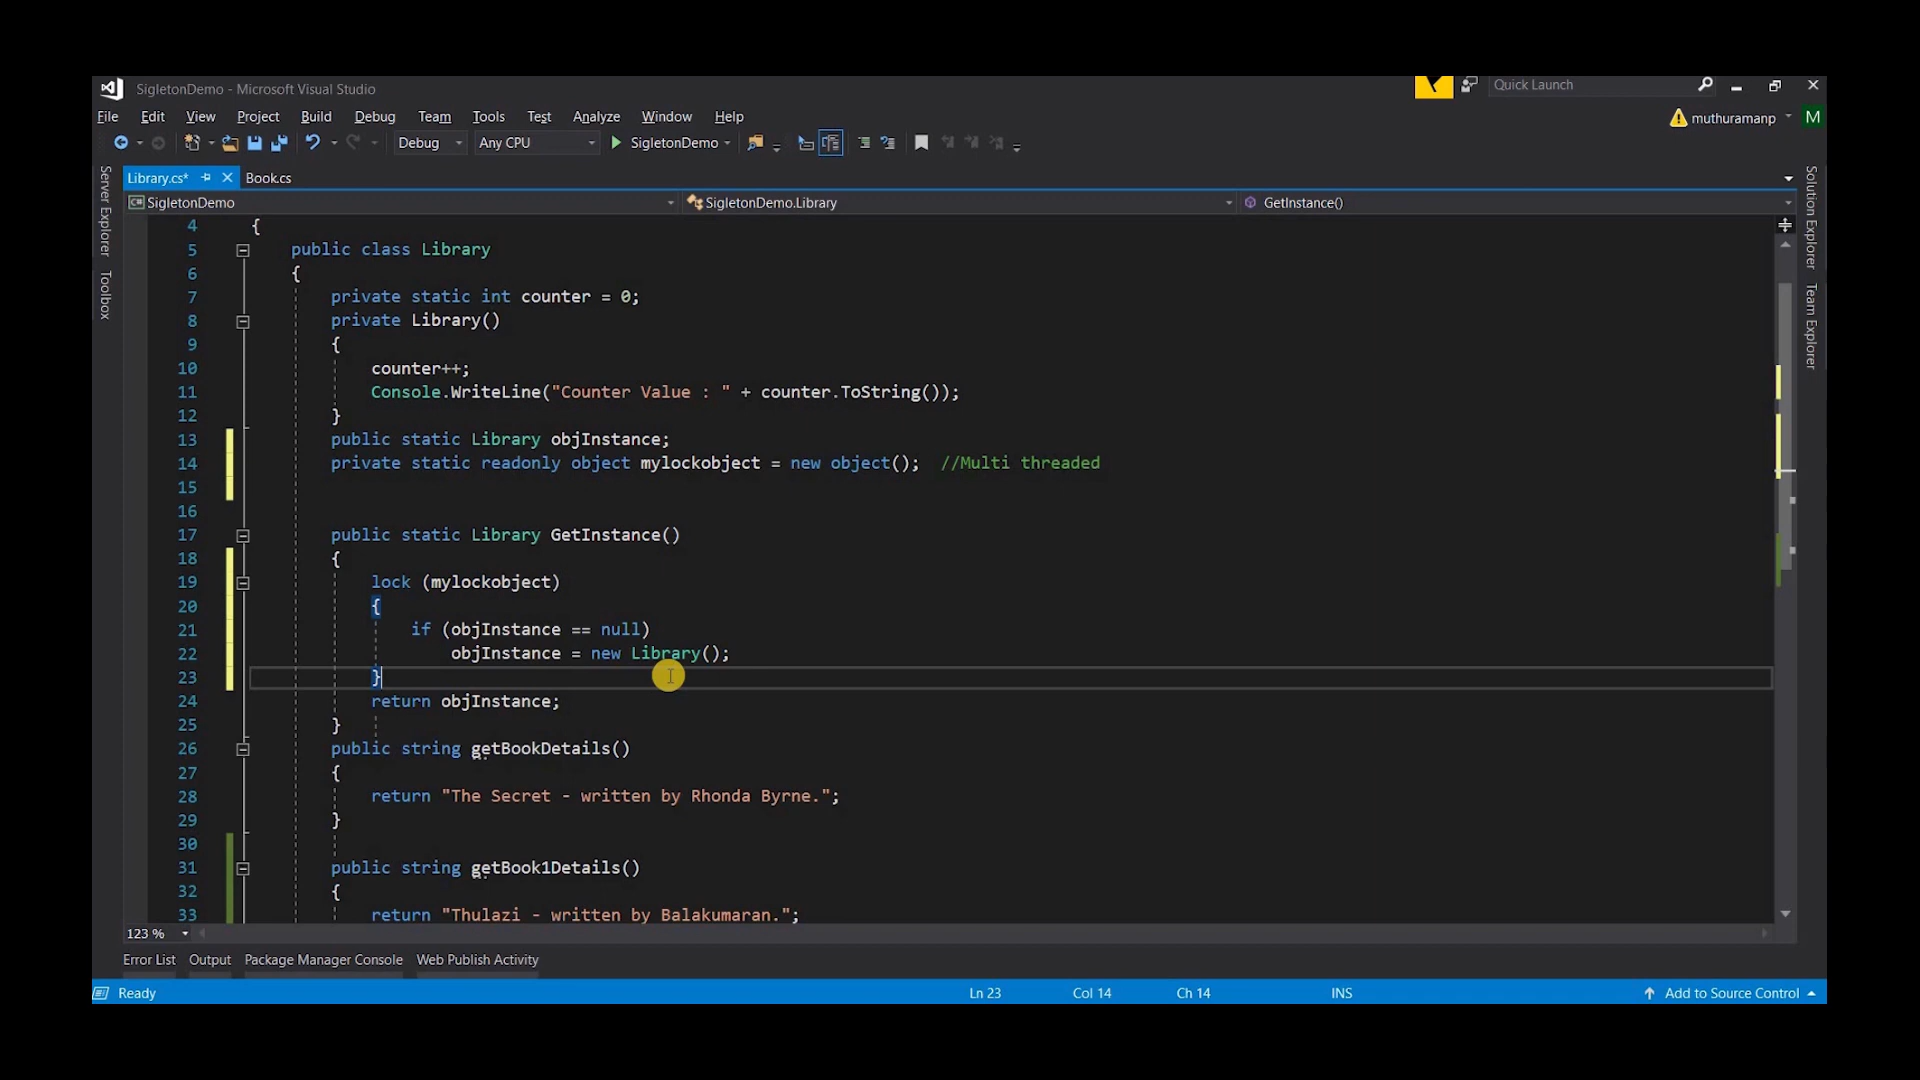 SigletonDemo - Microsoft Visual Studio
Quick Launch
File Edit View Project Build Debug Team Tools Test Analyze Window Help
muthuramanp M
Debug Any CPU SigletonDemo
Library.cs* Book.cs
SigletonDemo SigletonDemo.Library GetInstance()
Server Explorer
Toolbox
Solution Explorer
Team Explorer
4 {
5 public class Library
6 {
7 private static int counter = 0;
8 private Library()
9 {
10 counter++;
11 Console.WriteLine("Counter Value : " + counter.ToString());
12 }
13 public static Library objInstance;
14 private static readonly object mylockobject = new object(); //Multi threaded
15
16
17 public static Library GetInstance()
18 {
19 lock (mylockobject)
20 {
21 if (objInstance == null)
22 objInstance = new Library();
23 }
24 return objInstance;
25 }
26 public string getBookDetails()
27 {
28 return "The Secret - written by Rhonda Byrne.";
29 }
30
31 public string getBook1Details()
32 {
33 return "Thulazi - written by Balakumaran.";
123 %
Error List Output Package Manager Console Web Publish Activity
Ready Ln 23 Col 14 Ch 14 INS Add to Source Control